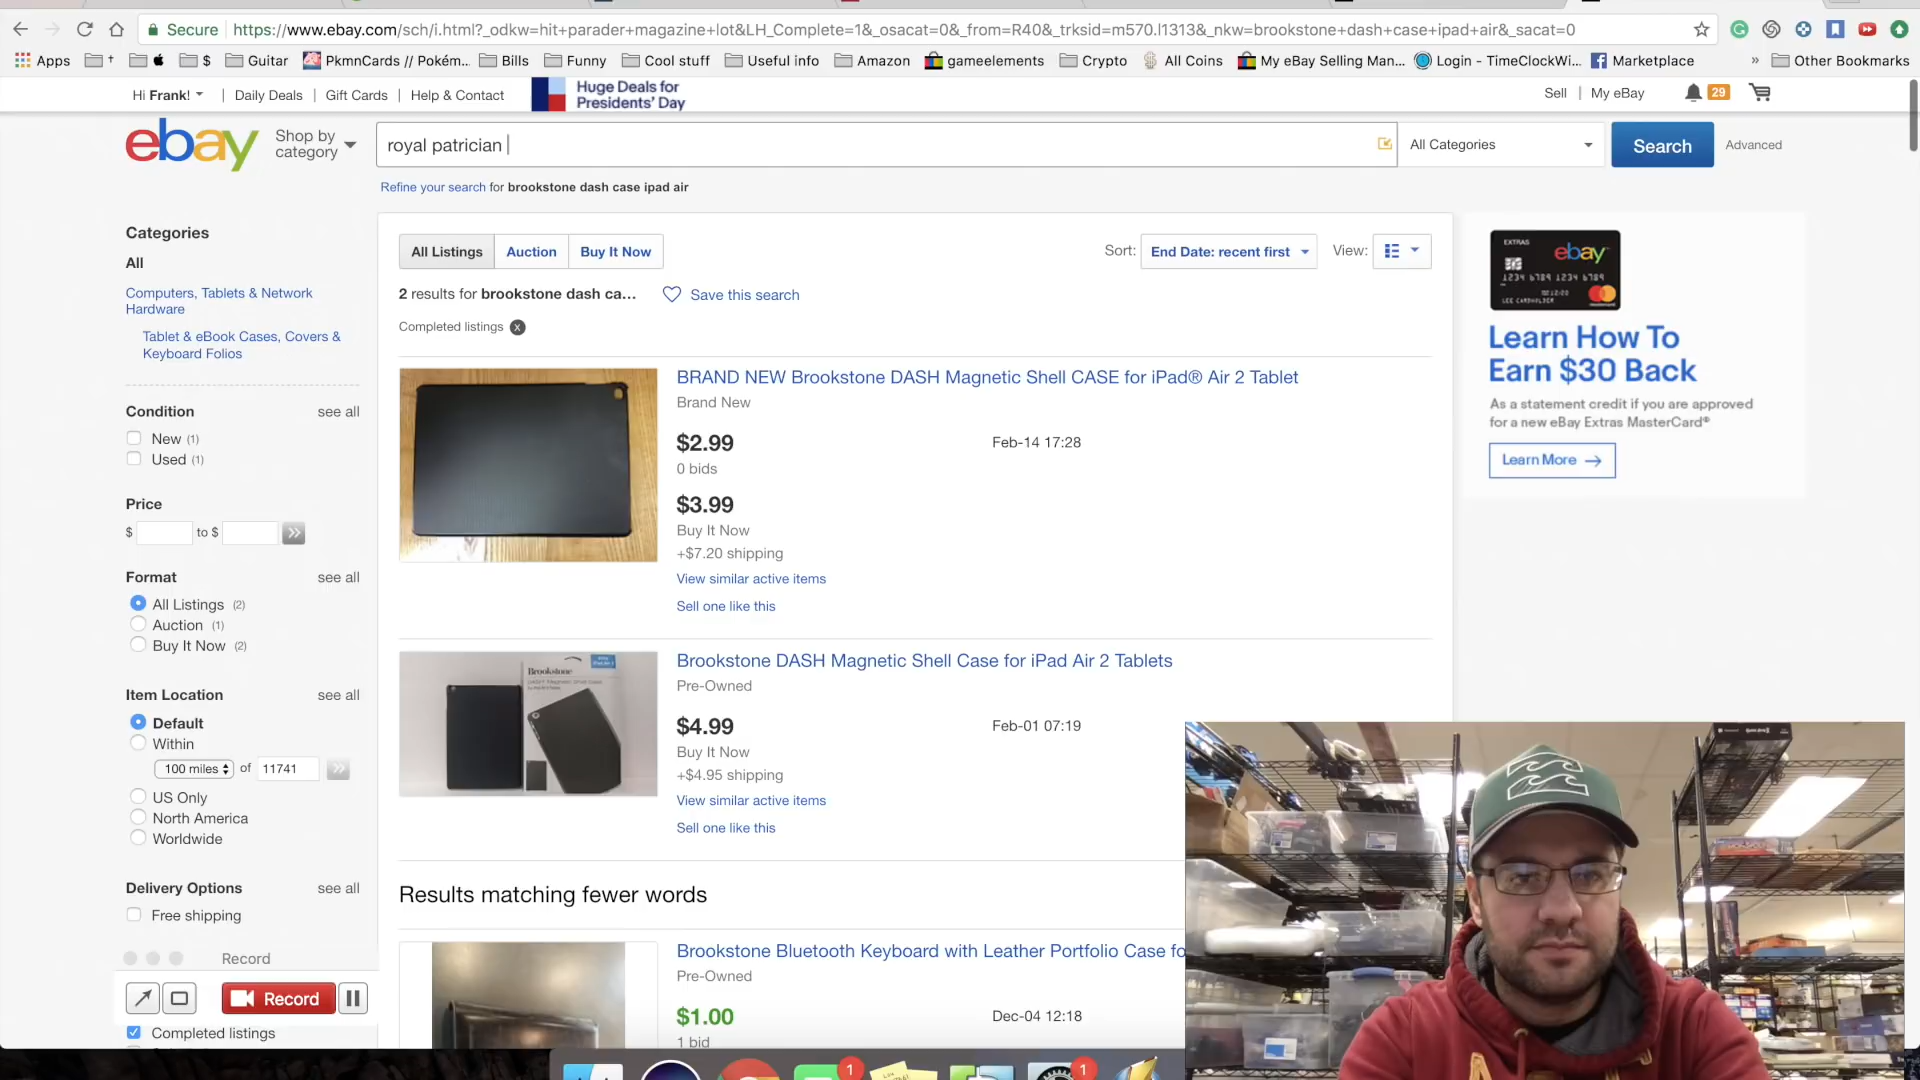 Secure
https://www.ebay.com/sch/i.html?_odkw=hit+parader+magazine+lot&LH_Complete=1&_osacat=0&_from=R40&_trksid=m570.l1313&_nkw=brookstone+dash+case+ipad+air&_sacat=0
Apps † $ Guitar PkmnCards // Pokém... Bills Funny Cool stuff Useful info Amazon gameelements Crypto All Coins My eBay Selling Man... Login - TimeClockWi... Marketplace » Other Bookmarks
Hi Frank! Daily Deals Gift Cards Help & Contact
Huge Deals for
Presidents' Day
Sell My eBay 29
ebay
Shop by
category
royal patrician
All Categories
Search
Advanced
Refine your search for brookstone dash case ipad air
Categories
All
Computers, Tablets & Network
Hardware
Tablet & eBook Cases, Covers &
Keyboard Folios
Condition see all
New (1)
Used (1)
Price
$ to $
Format see all
All Listings (2)
Auction (1)
Buy It Now (2)
Item Location see all
Default
Within
100 miles of 11741
US Only
North America
Worldwide
Delivery Options see all
Free shipping
Record
Record
Completed listings
All Listings Auction Buy It Now
Sort: End Date: recent first View:
2 results for brookstone dash ca... Save this search
Completed listings x
BRAND NEW Brookstone DASH Magnetic Shell CASE for iPad® Air 2 Tablet
Brand New
$2.99 Feb-14 17:28
0 bids
$3.99
Buy It Now
+$7.20 shipping
View similar active items
Sell one like this
Brookstone
Brookstone DASH Magnetic Shell Case for iPad Air 2 Tablets
Pre-Owned
$4.99 Feb-01 07:19
Buy It Now
+$4.95 shipping
View similar active items
Sell one like this
Results matching fewer words
Brookstone Bluetooth Keyboard with Leather Portfolio Case fo
Pre-Owned
$1.00 Dec-04 12:18
1 bid
EXTRAS
ebay
1234 6789 1234 6789
LEE CARDHOLDER
mastercard
Learn How To
Earn $30 Back
As a statement credit if you are approved
for a new eBay Extras MasterCard®
Learn More
1
1